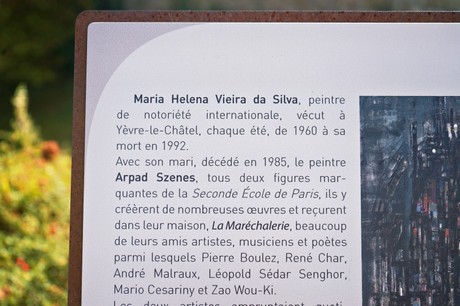 Maria Helena Vieira da Silva, peintre
de notoriété internationale, vécut à
Yèvre-le-Châtel, chaque été, de 1960 à sa
mort en 1992.
Avec son mari, décédé en 1985, le peintre
Arpad Szenes, tous deux figures mar-
quantes de la Seconde École de Paris, ils y
créèrent de nombreuses œuvres et reçurent
dans leur maison, La Maréchalerie, beaucoup
de leurs amis artistes, musiciens et poètes
parmi lesquels Pierre Boulez, René Char,
André Malraux, Léopold Sédar Senghor,
Mario Cesariny et Zao Wou-Ki.
Les deux artistes empruntaient